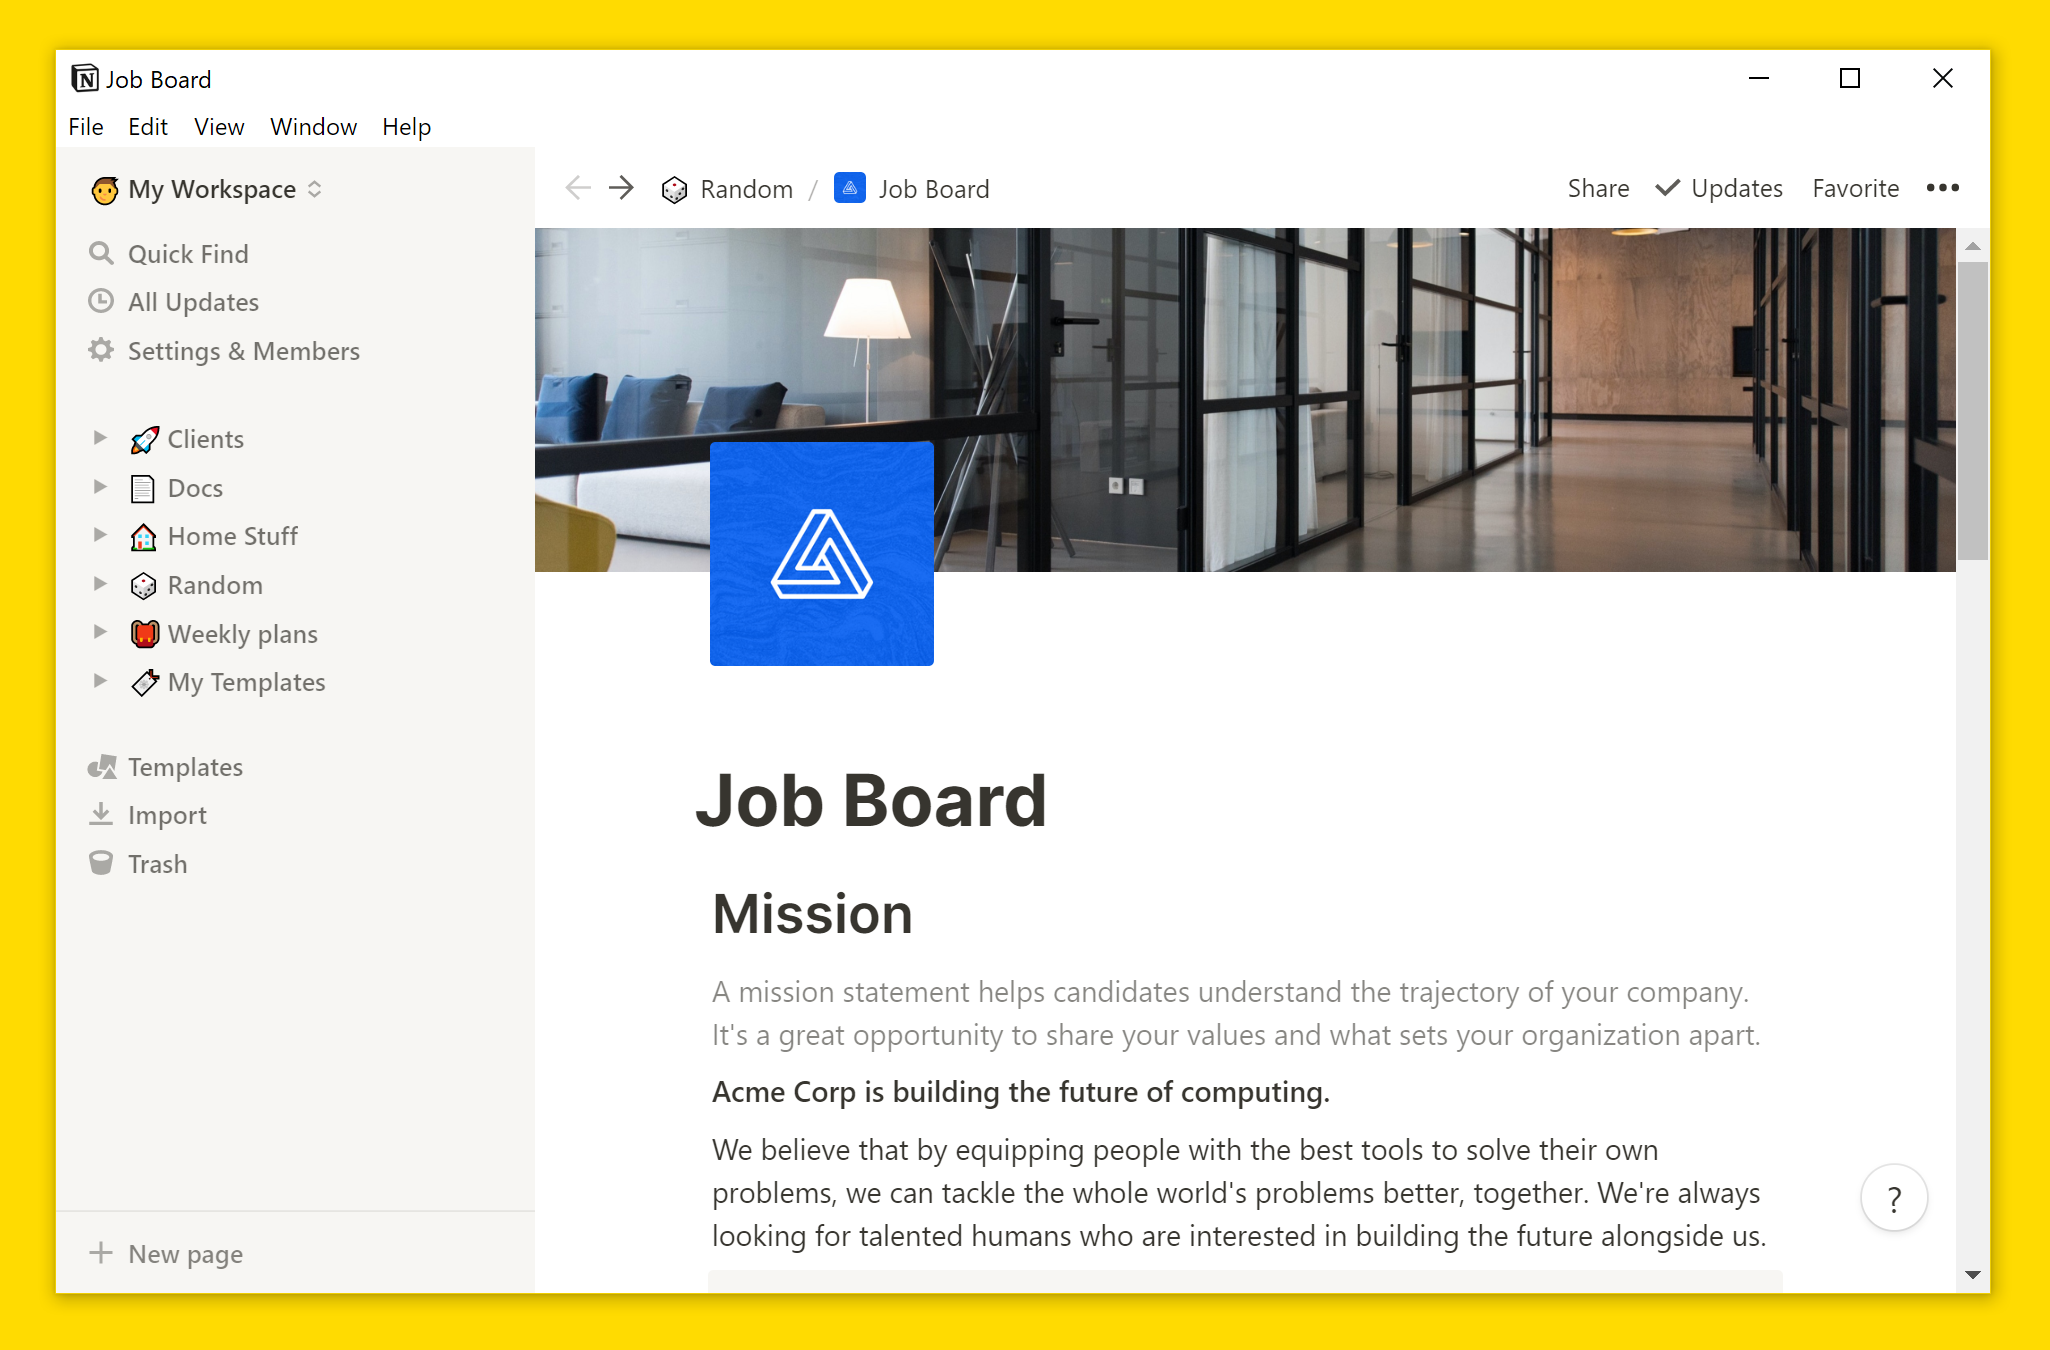 Job Board
File Edit View Window Help
My Workspace
Quick Find
All Updates
Settings & Members
Clients
Docs
Home Stuff
Random
Weekly plans
My Templates
Templates
Import
Trash
New page
Random / Job Board
Share Updates Favorite •••
Job Board
Mission
A mission statement helps candidates understand the trajectory of your company.
It's a great opportunity to share your values and what sets your organization apart.
Acme Corp is building the future of computing.
We believe that by equipping people with the best tools to solve their own
problems, we can tackle the whole world's problems better, together. We're always
looking for talented humans who are interested in building the future alongside us.
?